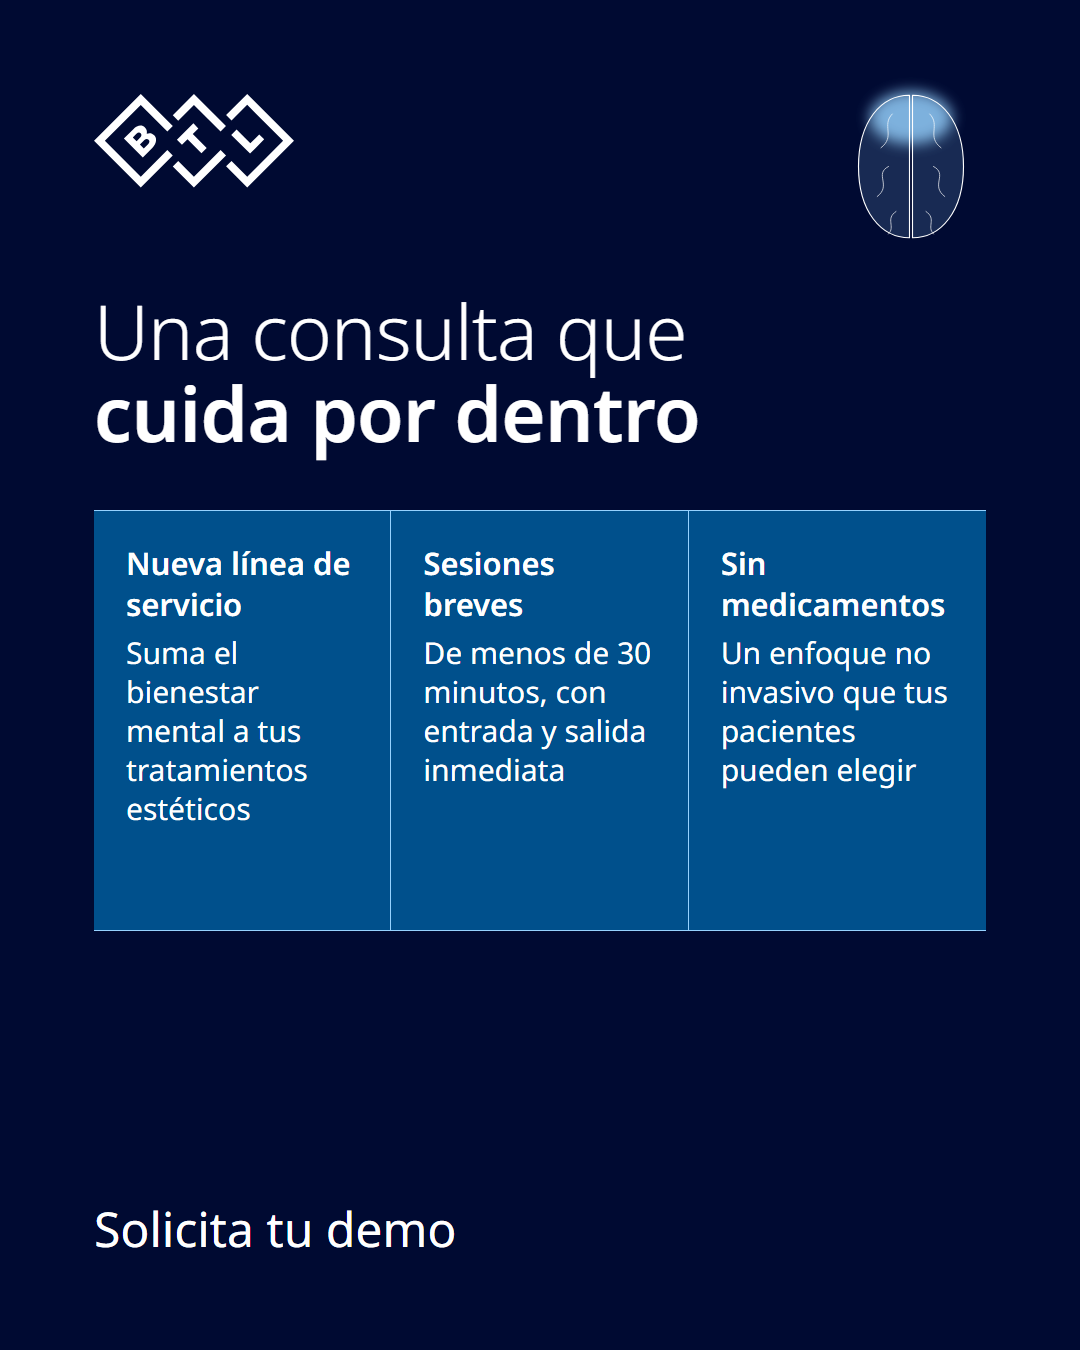 BTL
Una consulta que
cuida por dentro
Nueva línea de
servicio
Suma el
bienestar
mental a tus
tratamientos
estéticos
Sesiones
breves
De menos de 30
minutos, con
entrada y salida
inmediata
Sin
medicamentos
Un enfoque no
invasivo que tus
pacientes
pueden elegir
Solicita tu demo